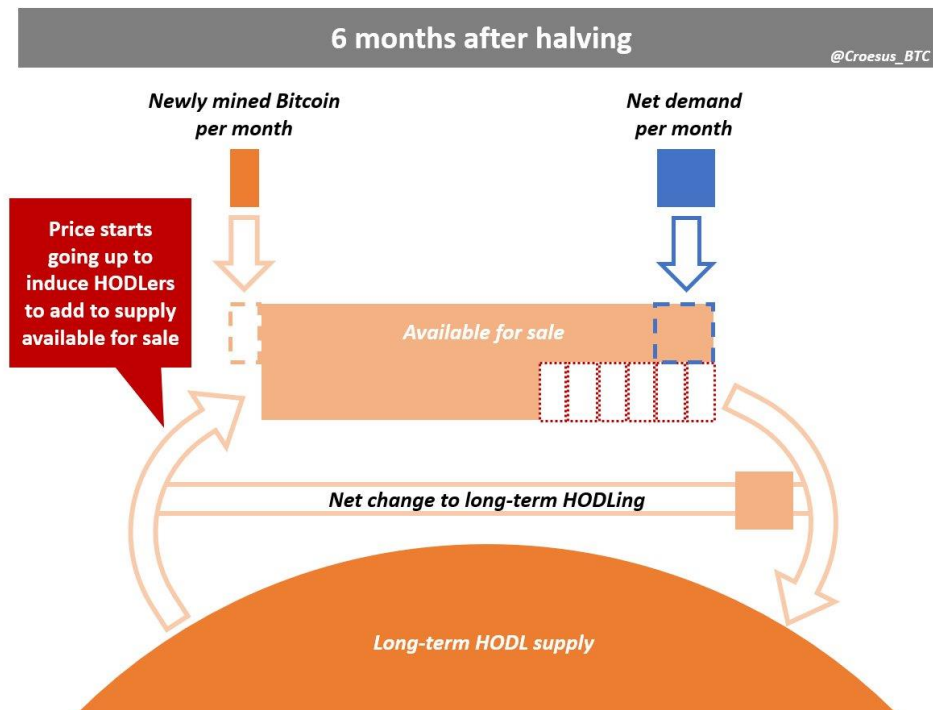 6 months after halving
@Croesus_BTC
Newly mined Bitcoin
per month
Net demand
per month
Price starts
going up to
induce HODLers
to add to supply
available for sale
Available for sale
Net change to long-term HODLing
Long-term HODL supply